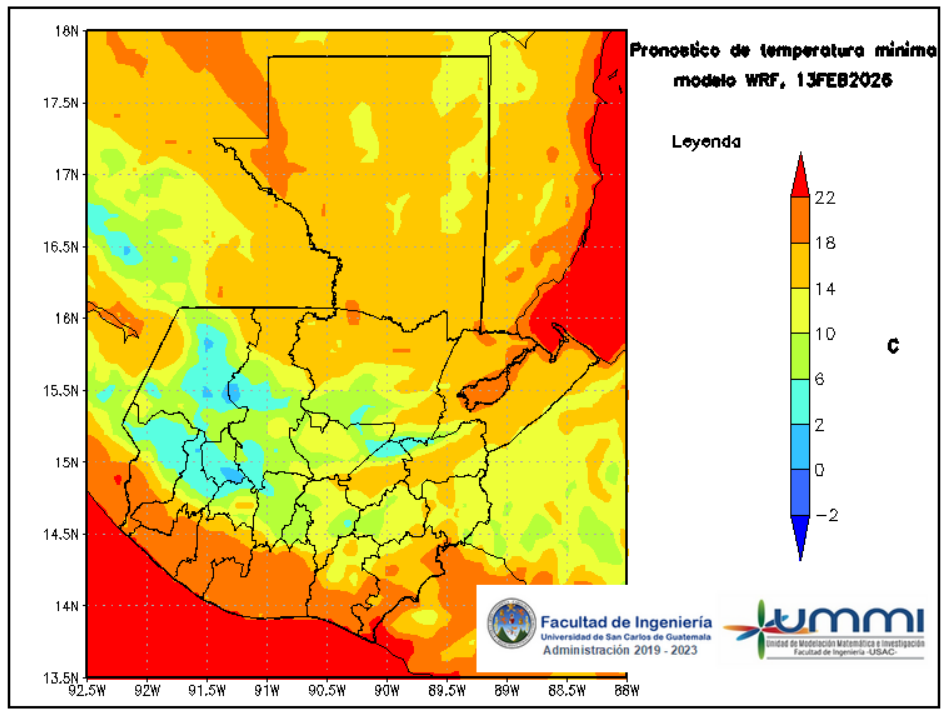 Pronostico de temperatura minima
modelo WRF, 13FEB2026
Leyenda
22
18
14
10
6
2
0
−2
C
18N
17.5N
17N
16.5N
16N
15.5N
15N
14.5N
14N
13.5N
92.5W
92W
91.5W
91W
90.5W
90W
89.5W
89W
88.5W
88W
Facultad de Ingeniería
Universidad de San Carlos de Guatemala
Administración 2019 - 2023
UMMI
Unidad de Modelación Matemática e Investigación
Facultad de Ingeniería -USAC-